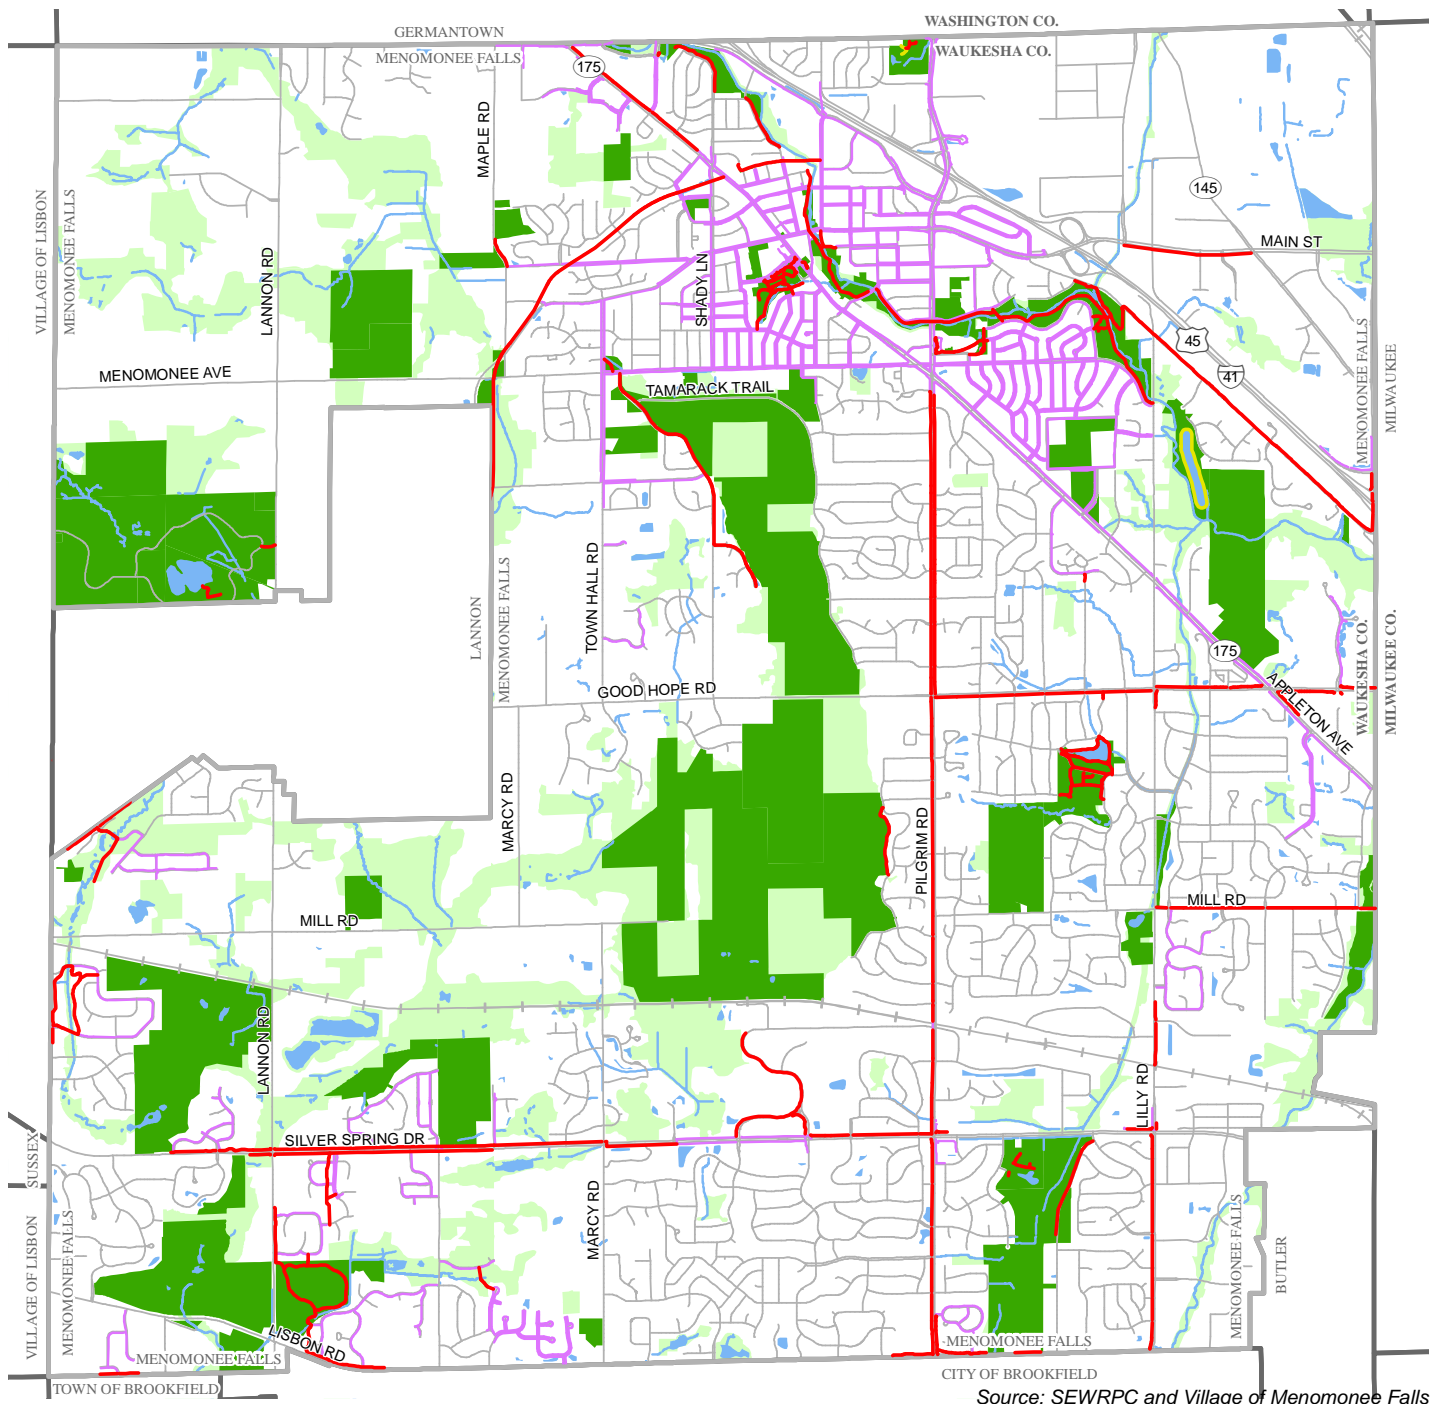 WASHINGTON CO.
GERMANTOWN
WAUKESHA CO.
MENOMONEE FALLS
175
MAPLE RD
145
VILLAGE OF LISBON
MENOMONEE FALLS
MAIN ST
LANNON RD
SHADY LN
45
41
MENOMONEE FALLS
MILWAUKEE
MENOMONEE AVE
TAMARACK TRAIL
TOWN HALL RD
LANNON
MENOMONEE FALLS
175
WAUKESHA CO.
MILWAUKEE CO.
GOOD HOPE RD
APPLETON AVE
MARCY RD
PILGRIM RD
MILL RD
MILL RD
LANNON RD
LILLY RD
SILVER SPRING DR
SUSSEX
MARCY RD
VILLAGE OF LISBON
MENOMONEE FALLS
MENOMONEE FALLS
BUTLER
LISBON RD
MENOMONEE FALLS
MENOMONEE FALLS
TOWN OF BROOKFIELD
CITY OF BROOKFIELD
Source: SEWRPC and Village of Menomonee Falls